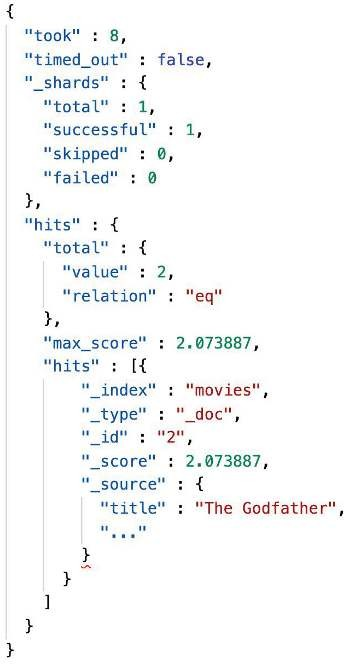 {
"took" : 8,
"timed_out" : false,
"_shards" : {
"total" : 1,
"successful" : 1,
"skipped" : 0,
"failed" : 0
},
"hits" : {
"total" : {
"value" : 2,
"relation" : "eq"
},
"max_score" : 2.073887,
"hits" : [{
"_index" : "movies",
"_type" : "_doc",
"_id" : "2",
"_score" : 2.073887,
"_source" : {
"title" : "The Godfather",
"..."
}
}
]
}
}